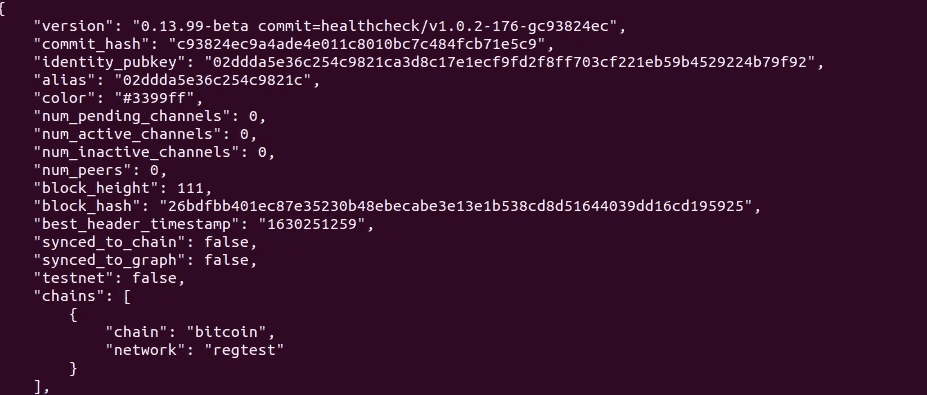 {
"version": "0.13.99-beta commit=healthcheck/v1.0.2-176-gc93824ec",
"commit_hash": "c93824ec9a4ade4e011c8010bc7c484fcb71e5c9",
"identity_pubkey": "02ddda5e36c254c9821ca3d8c17e1ecf9fd2f8ff703cf221eb59b4529224b79f92",
"alias": "02ddda5e36c254c9821c",
"color": "#3399ff",
"num_pending_channels": 0,
"num_active_channels": 0,
"num_inactive_channels": 0,
"num_peers": 0,
"block_height": 111,
"block_hash": "26bdfbb401ec87e35230b48ebecabe3e13e1b538cd8d51644039dd16cd195925",
"best_header_timestamp": "1630251259",
"synced_to_chain": false,
"synced_to_graph": false,
"testnet": false,
"chains": [
{
"chain": "bitcoin",
"network": "regtest"
}
],